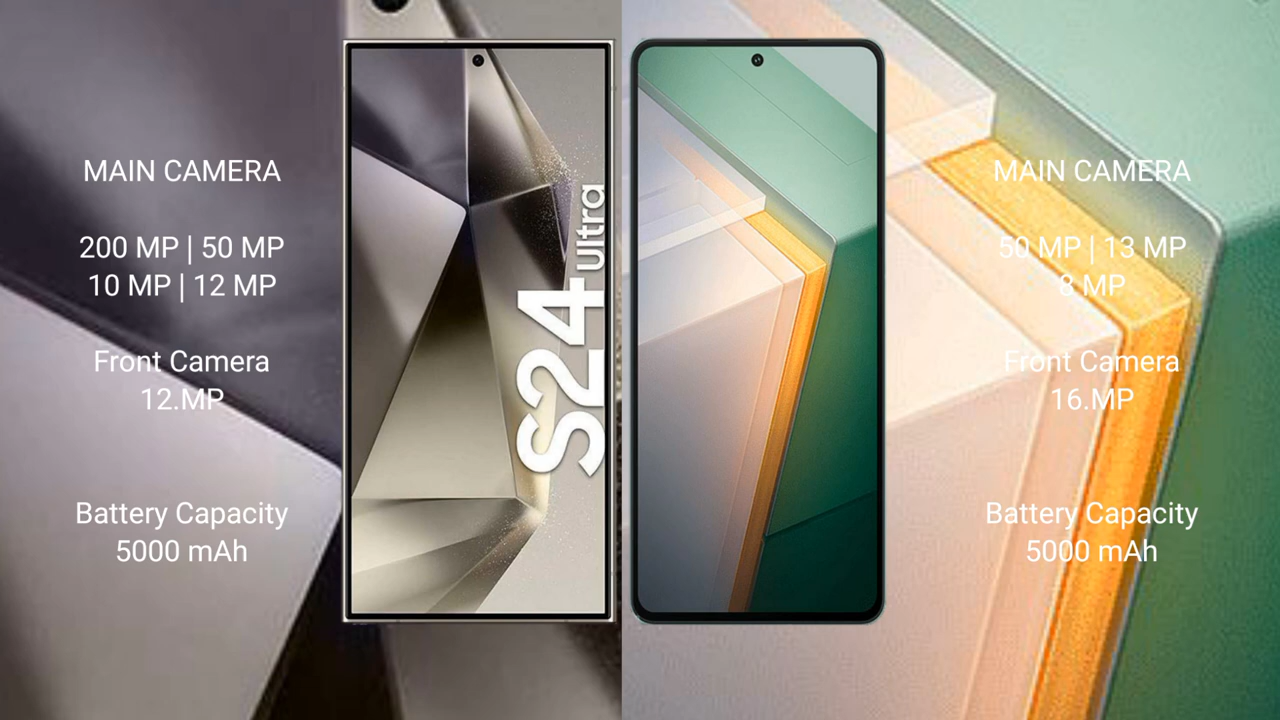 MAIN CAMERA
200 MP | 50 MP
10 MP | 12 MP
Front Camera
12.MP
Battery Capacity
5000 mAh
S24 Ultra
MAIN CAMERA
50 MP | 13 MP
8 MP
Front Camera
16.MP
Battery Capacity
5000 mAh